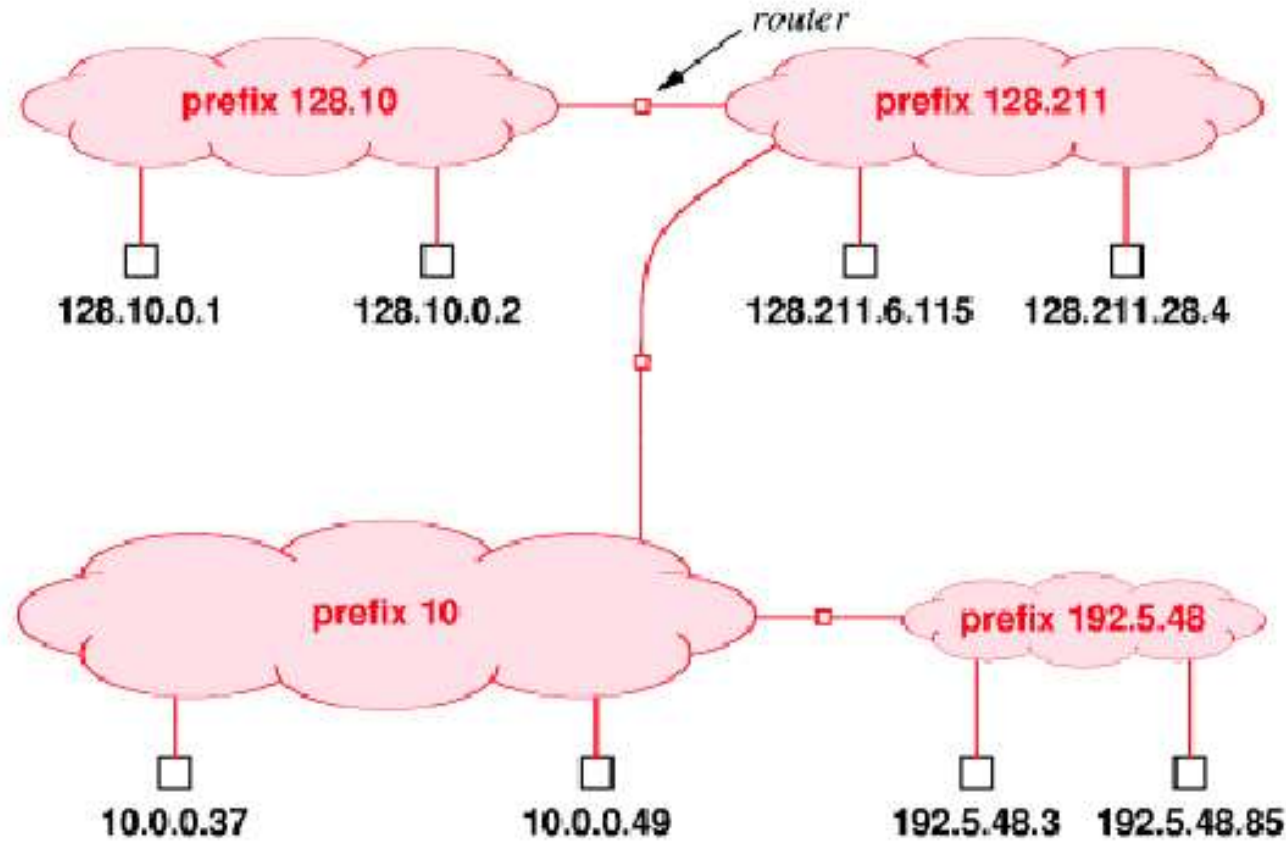 router
prefix 128.10
prefix 128.211
128.10.0.1
128.10.0.2
128.211.6.115
128.211.28.4
prefix 10
prefix 192.5.48
10.0.0.37
10.0.0.49
192.5.48.3
192.5.48.85